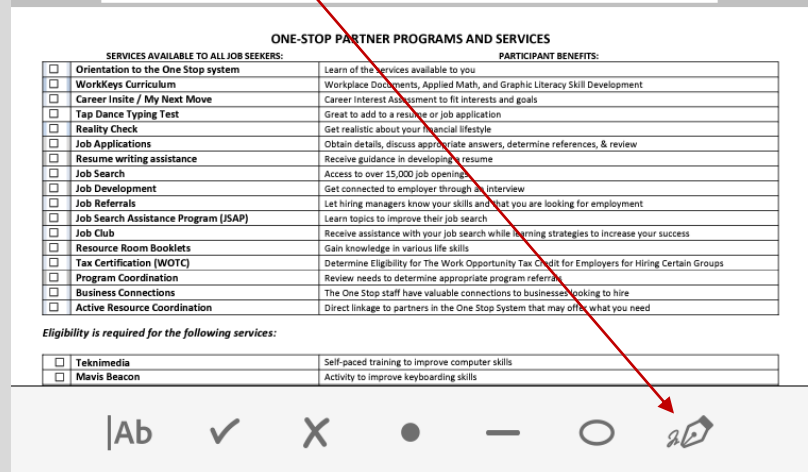 ONE-STOP PARTNER PROGRAMS AND SERVICES
SERVICES AVAILABLE TO ALL JOB SEEKERS: PARTICIPANT BENEFITS:
Orientation to the One Stop system Learn of the services available to you
WorkKeys Curriculum Workplace Documents, Applied Math, and Graphic Literacy Skill Development
Career Insite / My Next Move Career Interest Assessment to fit interests and goals
Tap Dance Typing Test Great to add to a resume or job application
Reality Check Get realistic about your financial lifestyle
Job Applications Obtain details, discuss appropriate answers, determine references, & review
Resume writing assistance Receive guidance in developing a resume
Job Search Access to over 15,000 job openings
Job Development Get connected to employer through an interview
Job Referrals Let hiring managers know your skills and that you are looking for employment
Job Search Assistance Program (JSAP) Learn topics to improve their job search
Job Club Receive assistance with your job search while learning strategies to increase your success
Resource Room Booklets Gain knowledge in various life skills
Tax Certification (WOTC) Determine Eligibility for The Work Opportunity Tax Credit for Employers for Hiring Certain Groups
Program Coordination Review needs to determine appropriate program referrals
Business Connections The One Stop staff have valuable connections to businesses looking to hire
Active Resource Coordination Direct linkage to partners in the One Stop System that may offer what you need
Eligibility is required for the following services:
Teknimedia Self-paced training to improve computer skills
Mavis Beacon Activity to improve keyboarding skills
Ab